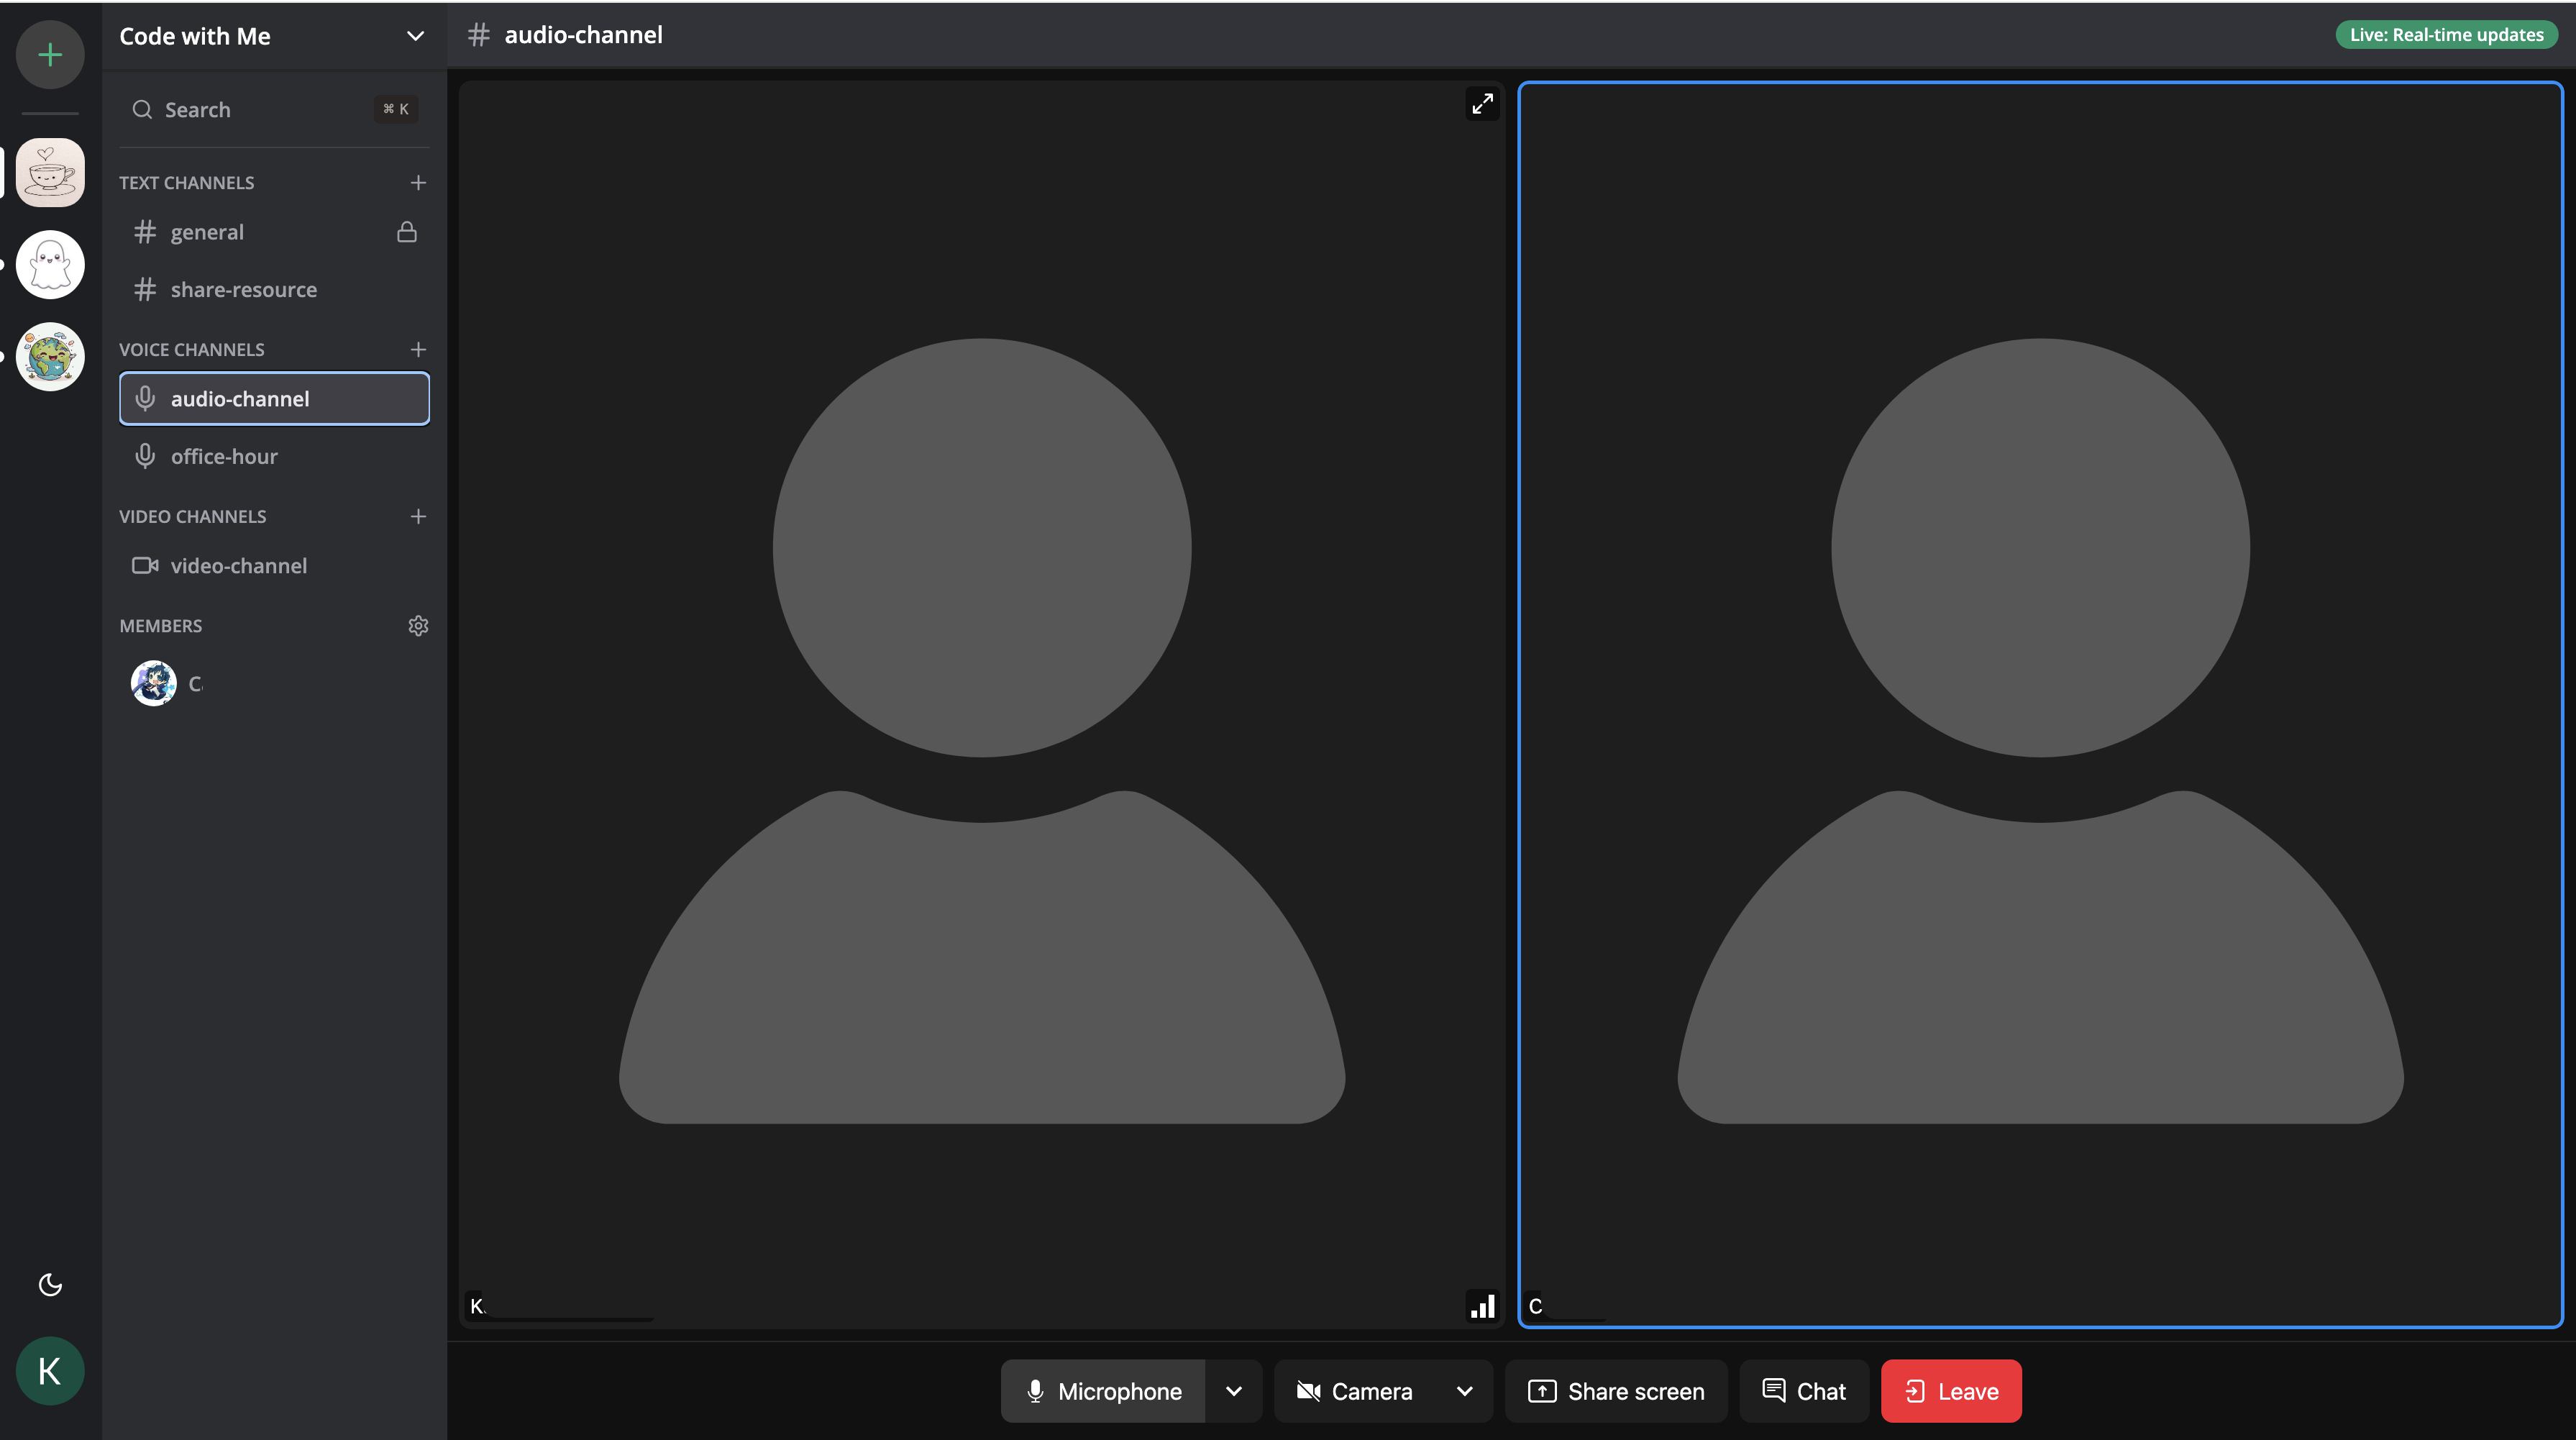 Code with Me
# audio-channel
Live: Real-time updates
Search
⌘ K
TEXT CHANNELS
# general
# share-resource
VOICE CHANNELS
audio-channel
office-hour
VIDEO CHANNELS
video-channel
MEMBERS
C
K
K
C
Microphone
Camera
Share screen
Chat
Leave